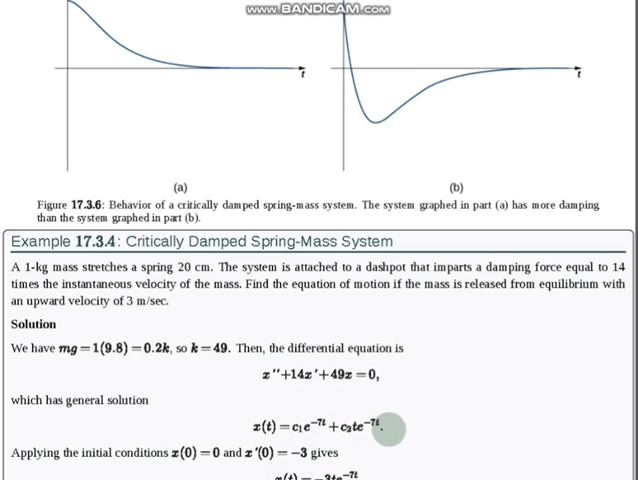 www.BANDICAM.com
t
t
(a)
(b)
Figure 17.3.6: Behavior of a critically damped spring-mass system. The system graphed in part (a) has more damping
than the system graphed in part (b).
Example 17.3.4: Critically Damped Spring-Mass System
A 1-kg mass stretches a spring 20 cm. The system is attached to a dashpot that imparts a damping force equal to 14
times the instantaneous velocity of the mass. Find the equation of motion if the mass is released from equilibrium with
an upward velocity of 3 m/sec.
Solution
We have mg = 1(9.8) = 0.2k, so k = 49. Then, the differential equation is
x''+14x'+49x = 0,
which has general solution
x(t) = c₁e⁻⁷ᵗ + c₂te⁻⁷ᵗ.
Applying the initial conditions x(0) = 0 and x'(0) = −3 gives
x(t) = −3te⁻⁷ᵗ